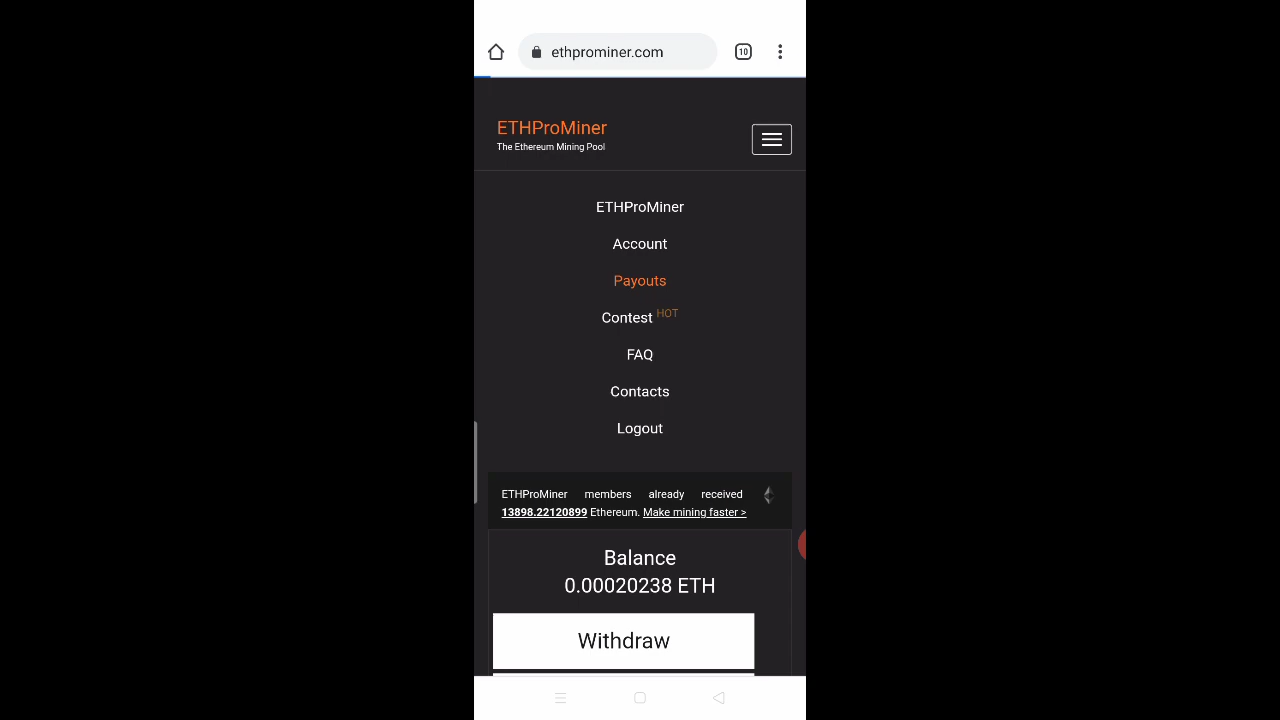 ethprominer.com
10
ETHProMiner
The Ethereum Mining Pool
ETHProMiner
Account
Payouts
Contest HOT
FAQ
Contacts
Logout
ETHProMiner members already received
13898.22120899 Ethereum. Make mining faster >
Balance
0.00020238 ETH
Withdraw